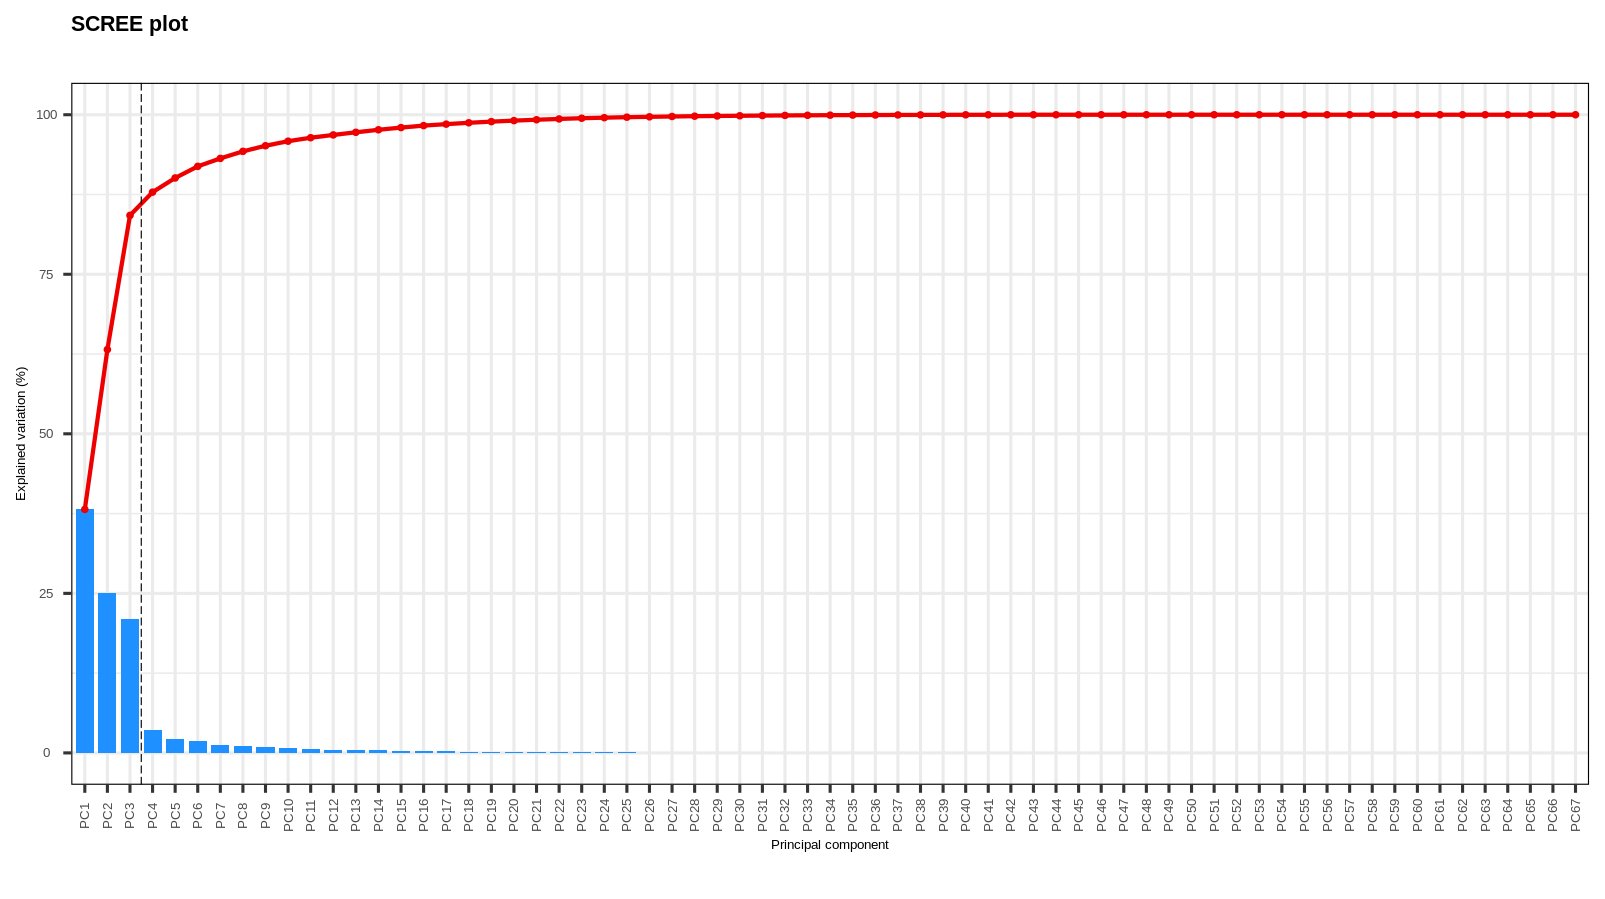 SCREE plot
100
75
50
25
0
Explained variation (%)
PC1 PC2 PC3 PC4 PC5 PC6 PC7 PC8 PC9 PC10 PC11 PC12 PC13 PC14 PC15 PC16 PC17 PC18 PC19 PC20 PC21 PC22 PC23 PC24 PC25 PC26 PC27 PC28 PC29 PC30 PC31 PC32 PC33 PC34 PC35 PC36 PC37 PC38 PC39 PC40 PC41 PC42 PC43 PC44 PC45 PC46 PC47 PC48 PC49 PC50 PC51 PC52 PC53 PC54 PC55 PC56 PC57 PC58 PC59 PC60 PC61 PC62 PC63 PC64 PC65 PC66 PC67
Principal component